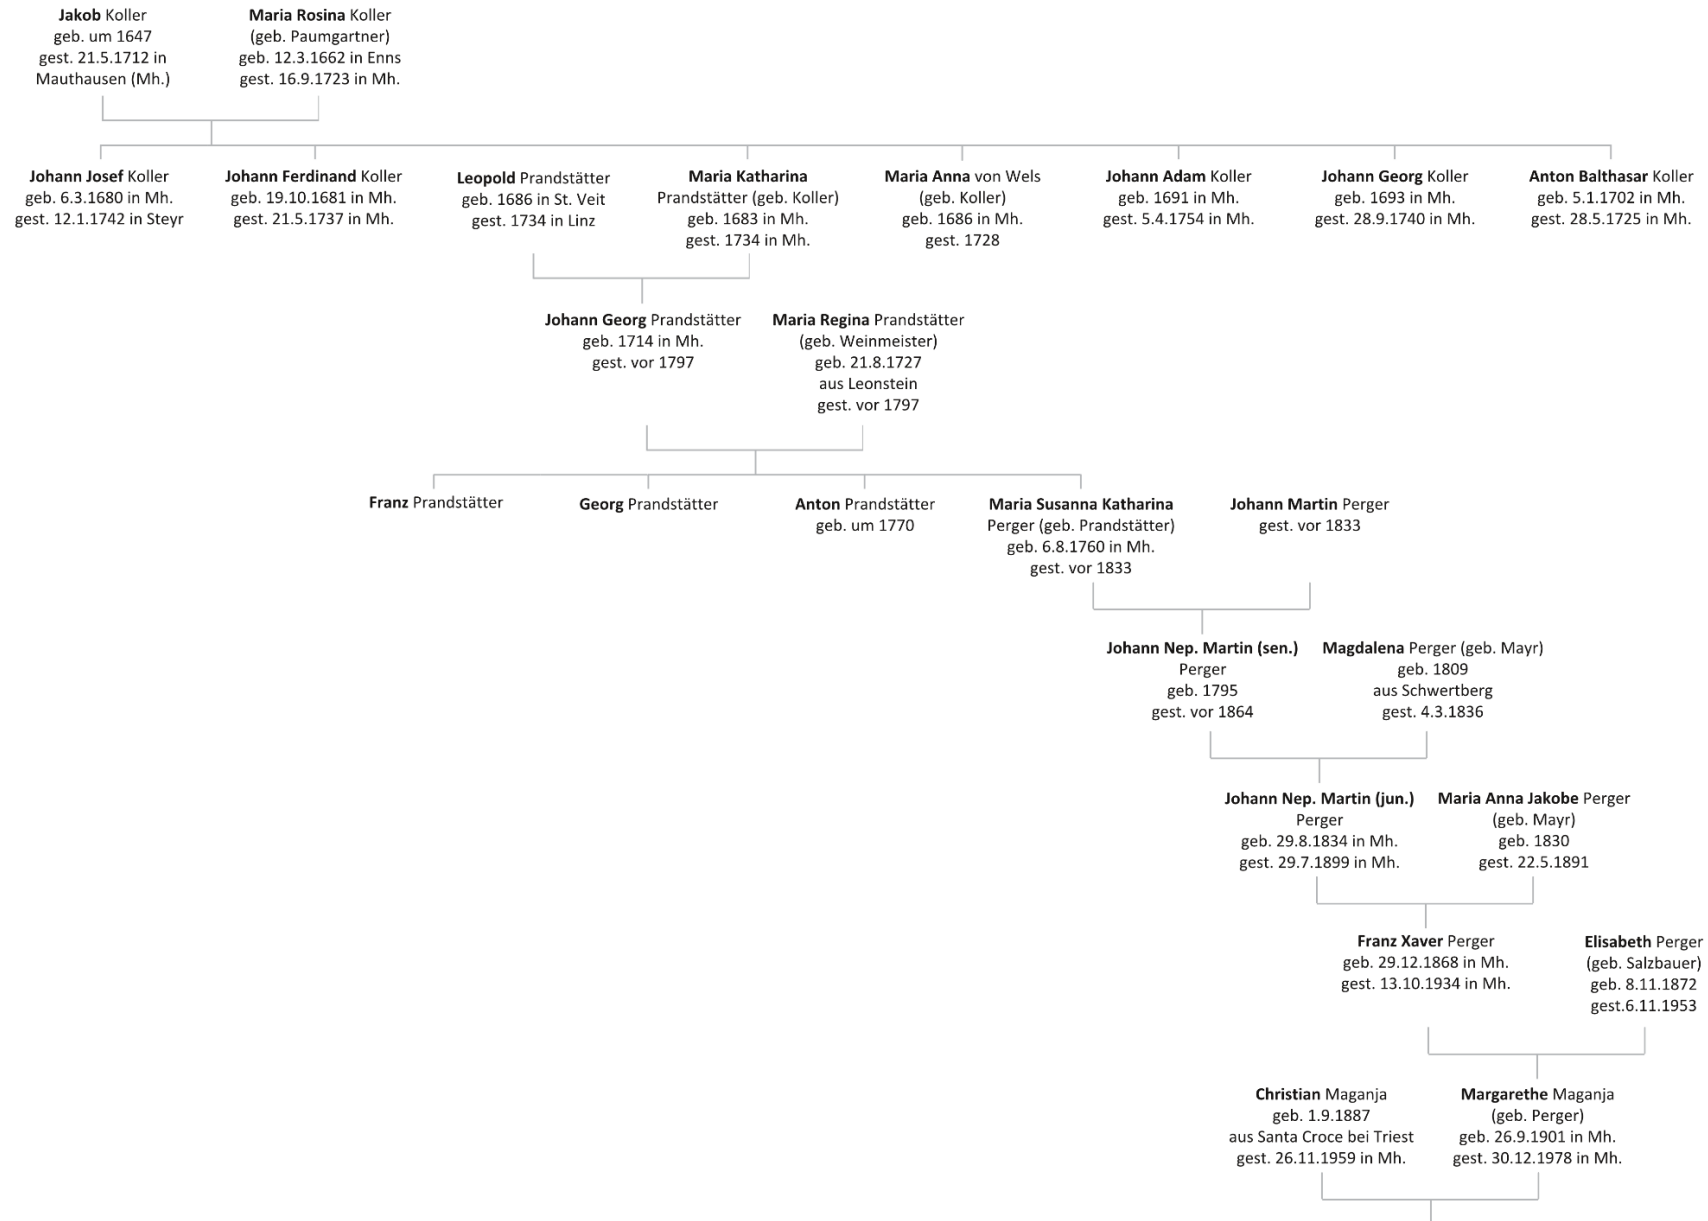 Jakob Koller
geb. um 1647
gest. 21.5.1712 in
Mauthausen (Mh.)
Maria Rosina Koller
(geb. Paumgartner)
geb. 12.3.1662 in Enns
gest. 16.9.1723 in Mh.
Johann Josef Koller
geb. 6.3.1680 in Mh.
gest. 12.1.1742 in Steyr
Johann Ferdinand Koller
geb. 19.10.1681 in Mh.
gest. 21.5.1737 in Mh.
Leopold Prandstätter
geb. 1686 in St. Veit
gest. 1734 in Linz
Maria Katharina
Prandstätter (geb. Koller)
geb. 1683 in Mh.
gest. 1734 in Mh.
Maria Anna von Wels
(geb. Koller)
geb. 1686 in Mh.
gest. 1728
Johann Adam Koller
geb. 1691 in Mh.
gest. 5.4.1754 in Mh.
Johann Georg Koller
geb. 1693 in Mh.
gest. 28.9.1740 in Mh.
Anton Balthasar Koller
geb. 5.1.1702 in Mh.
gest. 28.5.1725 in Mh.
Johann Georg Prandstätter
geb. 1714 in Mh.
gest. vor 1797
Maria Regina Prandstätter
(geb. Weinmeister)
geb. 21.8.1727
aus Leonstein
gest. vor 1797
Franz Prandstätter
Georg Prandstätter
Anton Prandstätter
geb. um 1770
Maria Susanna Katharina
Perger (geb. Prandstätter)
geb. 6.8.1760 in Mh.
gest. vor 1833
Johann Martin Perger
gest. vor 1833
Johann Nep. Martin (sen.)
Perger
geb. 1795
gest. vor 1864
Magdalena Perger (geb. Mayr)
geb. 1809
aus Schwertberg
gest. 4.3.1836
Johann Nep. Martin (jun.)
Perger
geb. 29.8.1834 in Mh.
gest. 29.7.1899 in Mh.
Maria Anna Jakobe Perger
(geb. Mayr)
geb. 1830
gest. 22.5.1891
Franz Xaver Perger
geb. 29.12.1868 in Mh.
gest. 13.10.1934 in Mh.
Elisabeth Perger
(geb. Salzbauer)
geb. 8.11.1872
gest.6.11.1953
Christian Maganja
geb. 1.9.1887
aus Santa Croce bei Triest
gest. 26.11.1959 in Mh.
Margarethe Maganja
(geb. Perger)
geb. 26.9.1901 in Mh.
gest. 30.12.1978 in Mh.